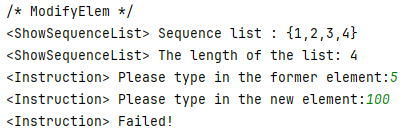 /* ModifyElem */
<ShowSequenceList> Sequence list : {1,2,3,4}
<ShowSequenceList> The length of the list: 4
<Instruction> Please type in the former element:5
<Instruction> Please type in the new element:100
<Instruction> Failed!